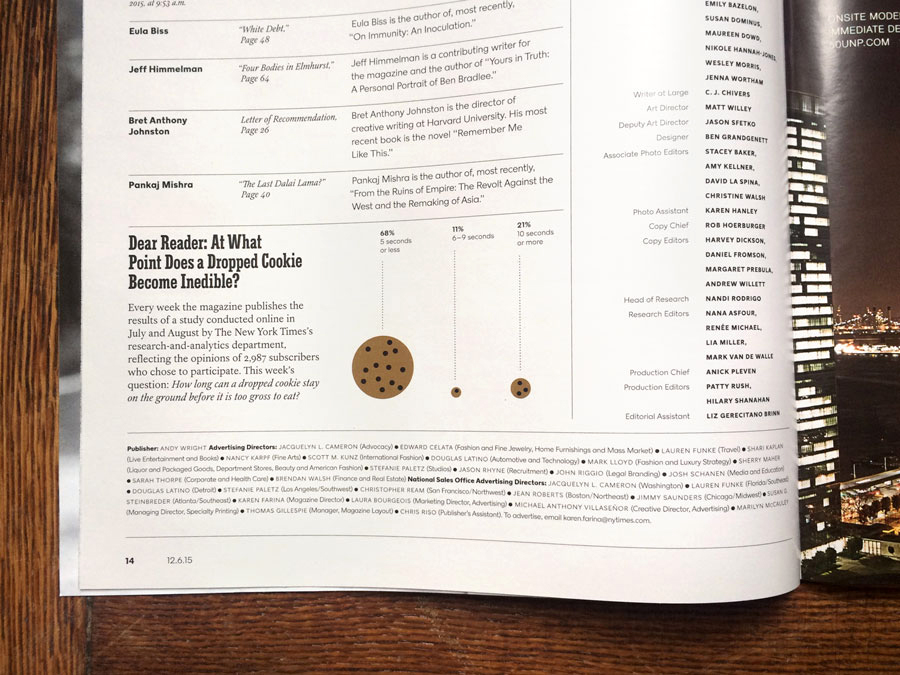 2015, at 9:53 a.m.
Eula Biss
“White Debt,”
Page 48
Eula Biss is the author of, most recently,
“On Immunity: An Inoculation.”
Jeff Himmelman
“Four Bodies in Elmhurst,”
Page 64
Jeff Himmelman is a contributing writer for
the magazine and the author of “Yours in Truth:
A Personal Portrait of Ben Bradlee.”
Bret Anthony
Johnston
Letter of Recommendation,
Page 26
Bret Anthony Johnston is the director of
creative writing at Harvard University. His most
recent book is the novel “Remember Me
Like This.”
Pankaj Mishra
“The Last Dalai Lama?”
Page 40
Pankaj Mishra is the author of, most recently,
“From the Ruins of Empire: The Revolt Against the
West and the Remaking of Asia.”
Dear Reader: At What
Point Does a Dropped Cookie
Become Inedible?
Every week the magazine publishes the
results of a study conducted online in
July and August by The New York Times’s
research-and-analytics department,
reflecting the opinions of 2,987 subscribers
who chose to participate. This week’s
question: How long can a dropped cookie stay
on the ground before it is too gross to eat?
68%
5 seconds
or less
11%
6–9 seconds
21%
10 seconds
or more
EMILY BAZELON,
SUSAN DOMINUS,
MAUREEN DOWD,
NIKOLE HANNAH-JONES,
WESLEY MORRIS,
JENNA WORTHAM
Writer at Large C. J. CHIVERS
Art Director MATT WILLEY
Deputy Art Director JASON SFETKO
Designer BEN GRANDGENETT
Associate Photo Editors STACEY BAKER,
AMY KELLNER,
DAVID LA SPINA,
CHRISTINE WALSH
Photo Assistant KAREN HANLEY
Copy Chief ROB HOERBURGER
Copy Editors HARVEY DICKSON,
DANIEL FROMSON,
MARGARET PREBULA,
ANDREW WILLETT
Head of Research NANDI RODRIGO
Research Editors NANA ASFOUR,
RENÉE MICHAEL,
LIA MILLER,
MARK VAN DE WALLE
Production Chief ANICK PLEVEN
Production Editors PATTY RUSH,
HILARY SHANAHAN
Editorial Assistant LIZ GERECITANO BRINN
Publisher: ANDY WRIGHT Advertising Directors: JACQUELYN L. CAMERON (Advocacy) ● EDWARD CELATA (Fashion and Fine Jewelry, Home Furnishings and Mass Market) ● LAUREN FUNKE (Travel) ● SHARI KAPLAN
(Live Entertainment and Books) ● NANCY KARPF (Fine Arts) ● SCOTT M. KUNZ (International Fashion) ● DOUGLAS LATINO (Automotive and Technology) ● MARK LLOYD (Fashion and Luxury Strategy) ● SHERRY MAHER
(Liquor and Packaged Goods, Department Stores, Beauty and American Fashion) ● STEFANIE PALETZ (Studios) ● JASON RHYNE (Recruitment) ● JOHN RIGGIO (Legal Branding) ● JOSH SCHANEN (Media and Education)
● SARAH THORPE (Corporate and Health Care) ● BRENDAN WALSH (Finance and Real Estate) National Sales Office Advertising Directors: JACQUELYN L. CAMERON (Washington) ● LAUREN FUNKE (Florida/Southeast)
● DOUGLAS LATINO (Detroit) ● STEFANIE PALETZ (Los Angeles/Southwest) ● CHRISTOPHER REAM (San Francisco/Northwest) ● JEAN ROBERTS (Boston/Northeast) ● JIMMY SAUNDERS (Chicago/Midwest) ● SUSAN D.
STEINBREDER (Atlanta/Southeast) ● KAREN FARINA (Magazine Director) ● LAURA BOURGEOIS (Marketing Director, Advertising) ● MICHAEL ANTHONY VILLASEÑOR (Creative Director, Advertising) ● MARILYN MCCAULEY
(Managing Director, Specialty Printing) ● THOMAS GILLESPIE (Manager, Magazine Layout) ● CHRIS RISO (Publisher’s Assistant). To advertise, email karen.farina@nytimes.com.
14 12.6.15
ONSITE MODE
MMEDIATE DE
50UNP.COM